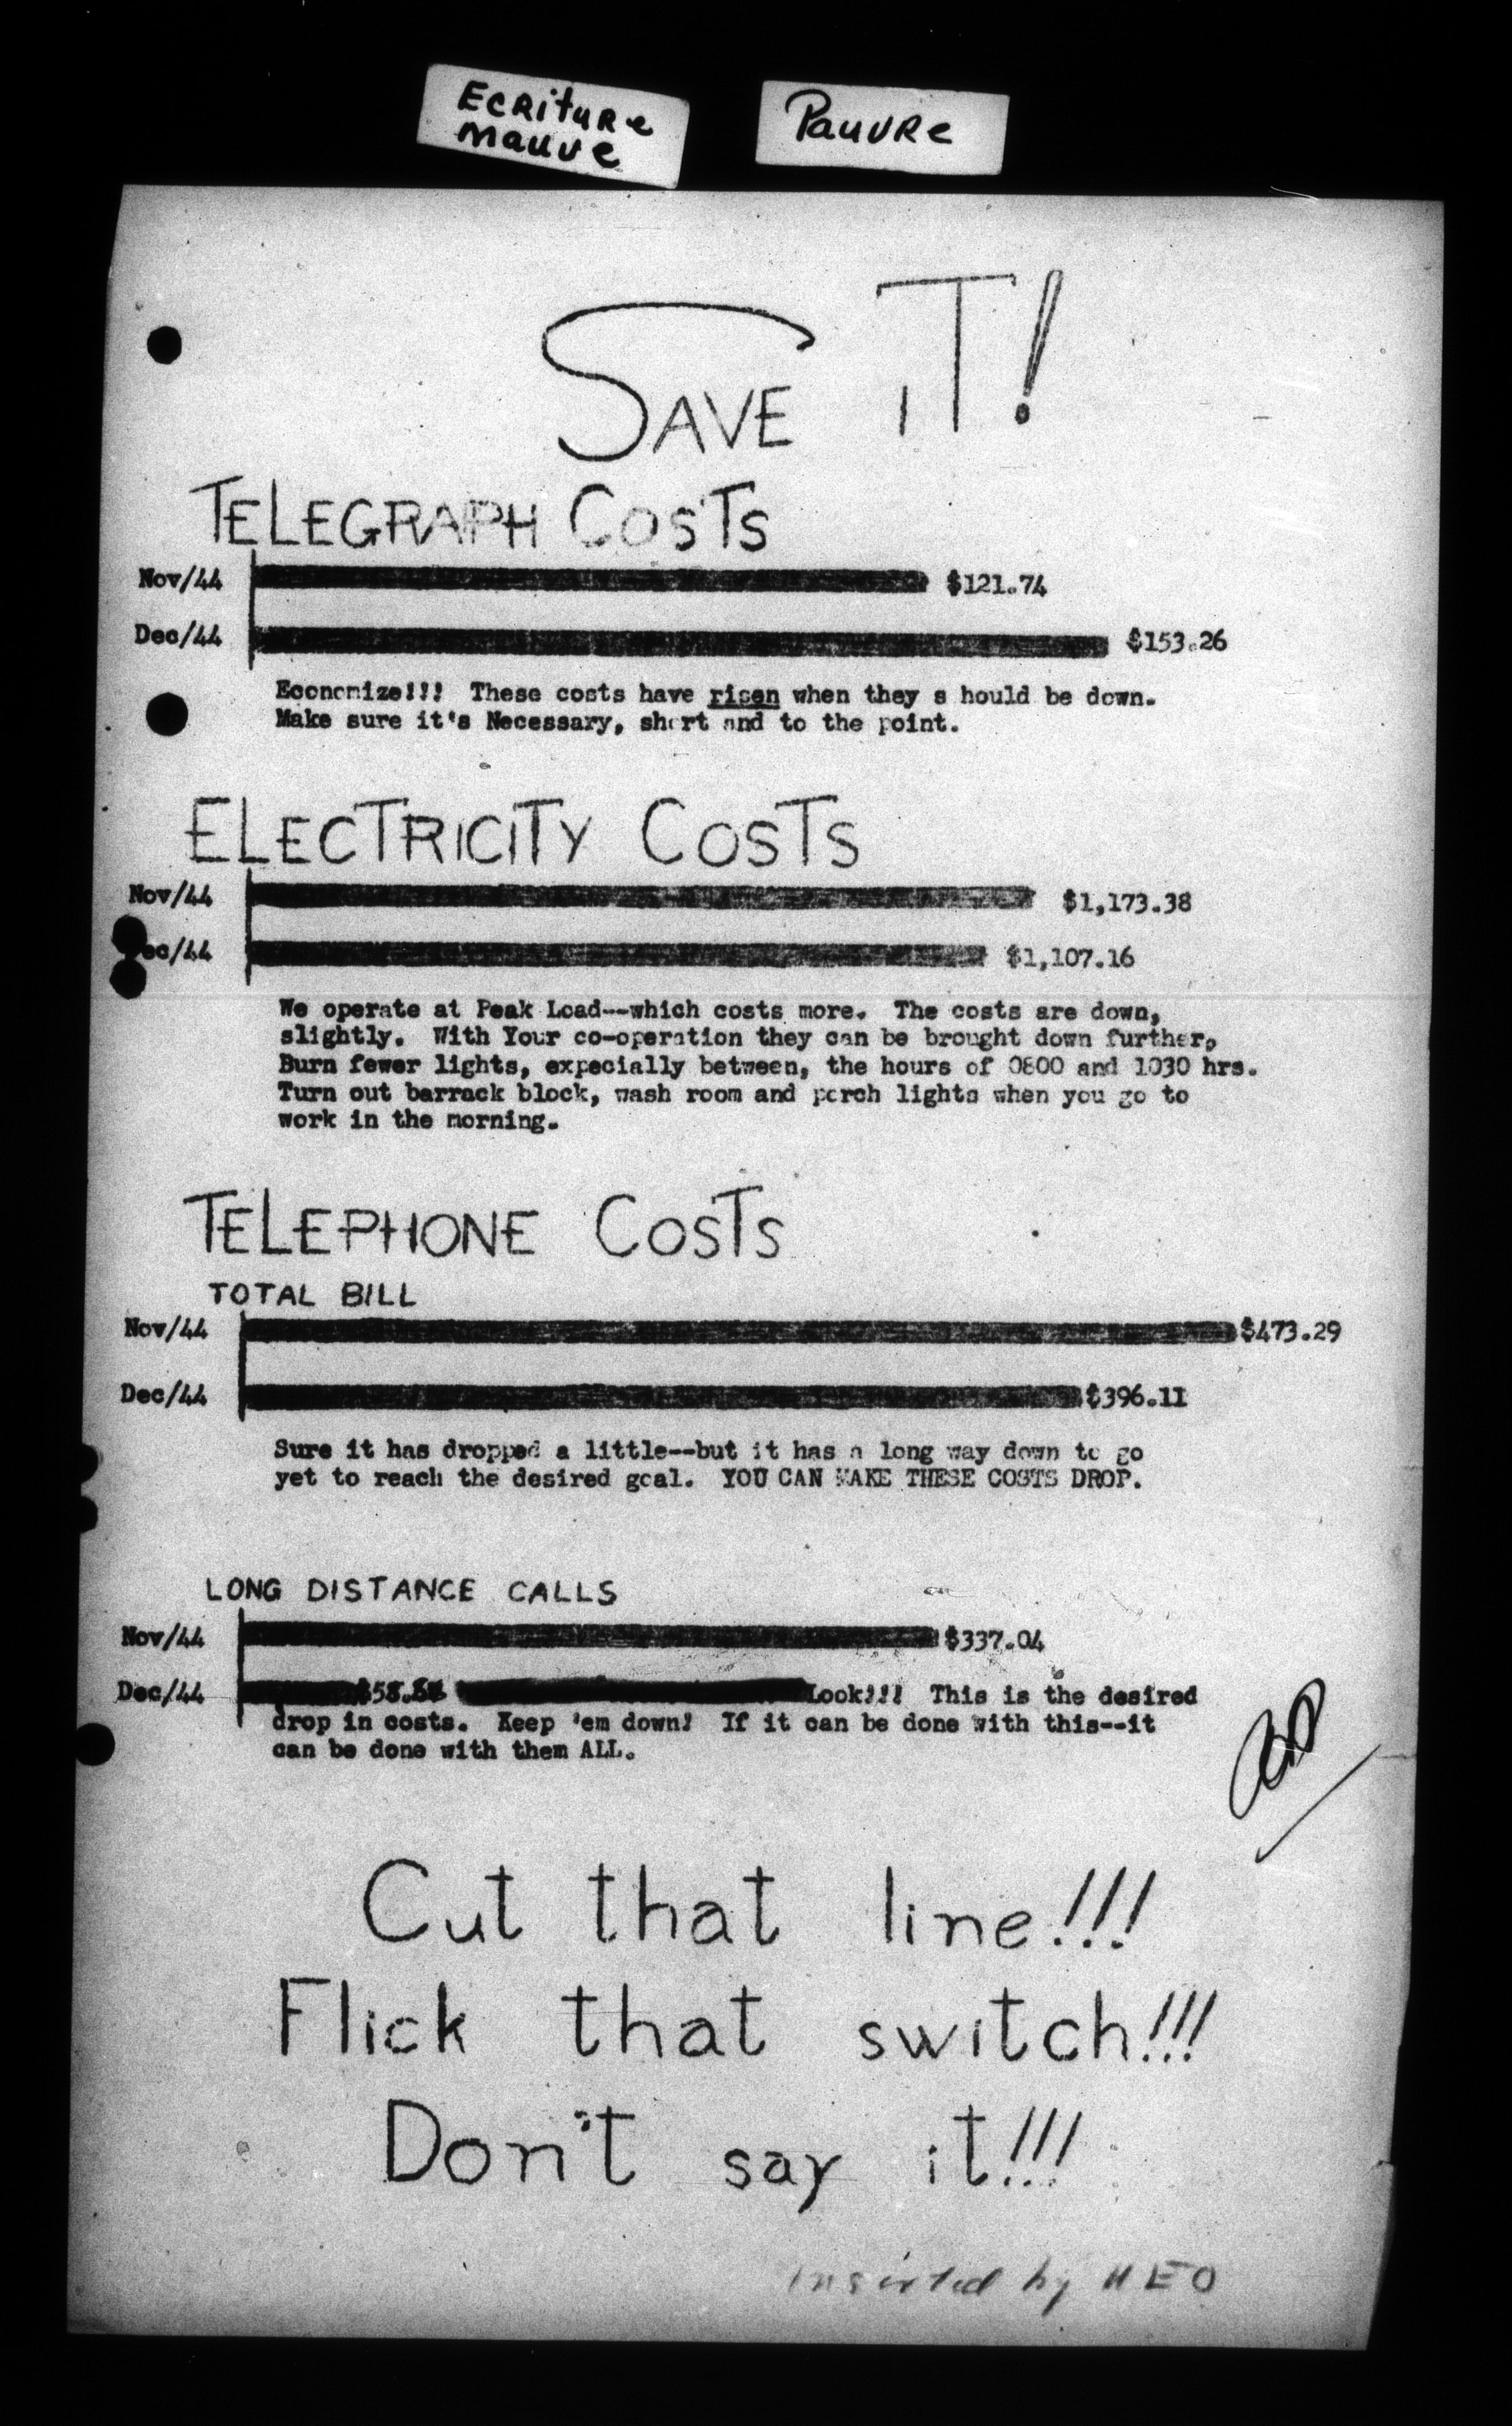 Ecriture
mauve
Pauvre
SAVE iT!
TELEGRAPH COSTS
Nov/44 $121.74
Dec/44 $153.26
Economize!!! These costs have risen when they s hould be down.
Make sure it's Necessary, short and to the point.
ELECTRICITY COSTS
Nov/44 $1,173.38
ec/44 $1,107.16
We operate at Peak Load--which costs more. The costs are down,
slightly. With Your co-operation they can be brought down further,
Burn fewer lights, expecially between, the hours of 0800 and 1030 hrs.
Turn out barrack block, wash room and porch lights when you go to
work in the morning.
TELEPHONE COSTS
TOTAL BILL
Nov/44 $473.29
Dec/44 $396.11
Sure it has dropped a little--but it has a long way down to go
yet to reach the desired goal. YOU CAN MAKE THESE COSTS DROP.
LONG DISTANCE CALLS
Nov/44 $337.04
Dec/44 Look!!! This is the desired
drop in costs. Keep 'em down! If it can be done with this--it
can be done with them ALL.
Cut that line!!!
Flick that switch!!!
Don't say it!!!
Inserted by